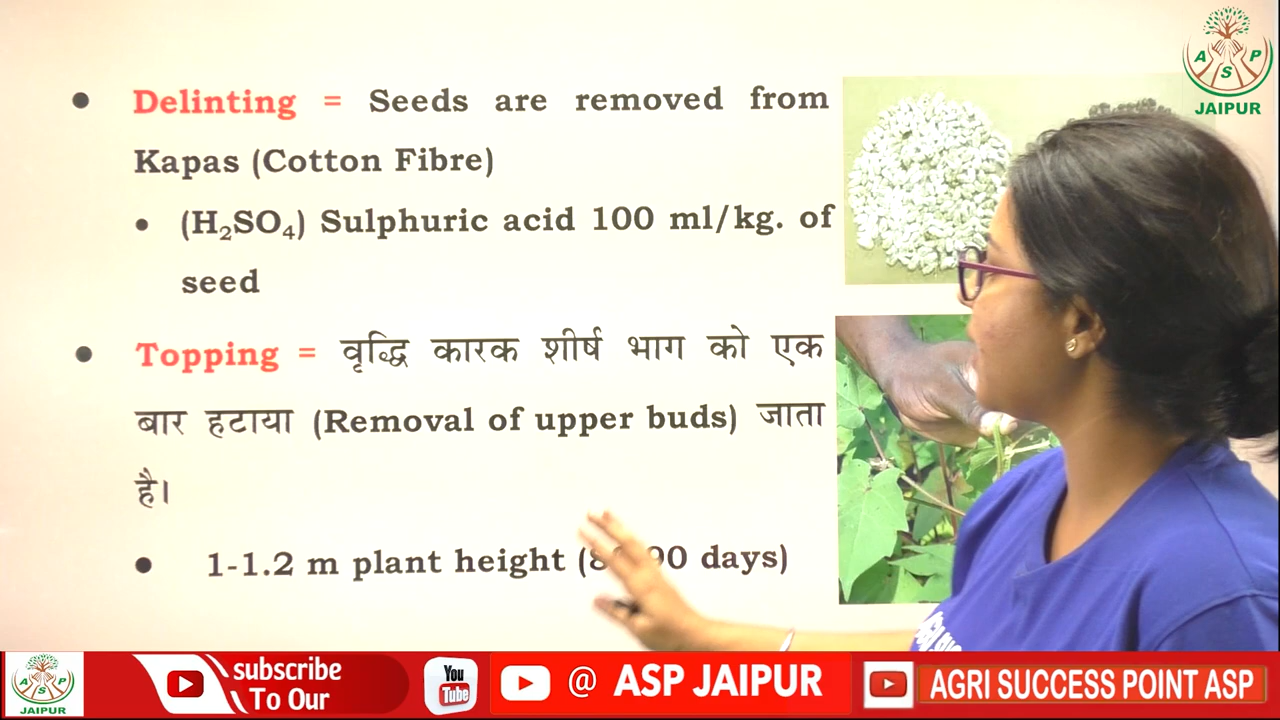 Delinting = Seeds are removed from
Kapas (Cotton Fibre)
(H₂SO₄) Sulphuric acid 100 ml/kg. of
seed
Topping = वृद्धि कारक शीर्ष भाग को एक
बार हटाया (Removal of upper buds) जाता
है।
1-1.2 m plant height days)
A S P
JAIPUR
A S P
JAIPUR
subscribe
To Our
You
Tube
@ ASP JAIPUR
AGRI SUCCESS POINT ASP